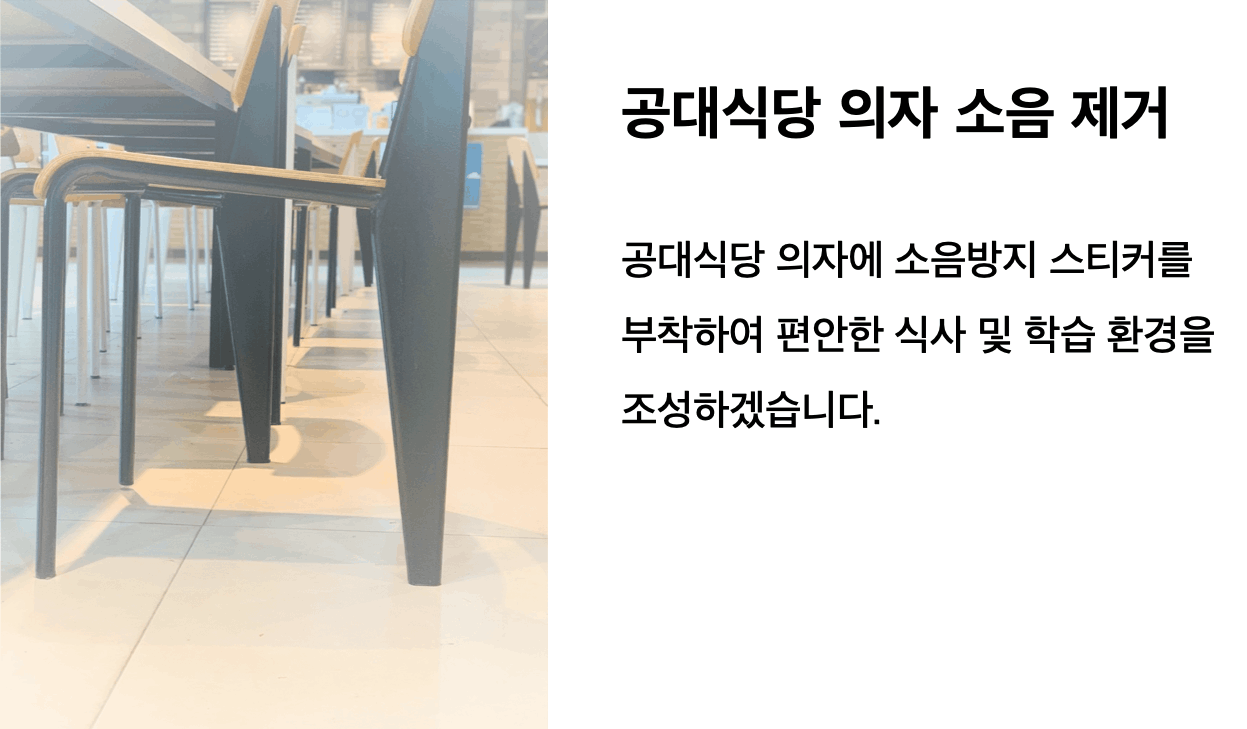 공대식당 의자 소음 제거
공대식당 의자에 소음방지 스티커를
부착하여 편안한 식사 및 학습 환경을
조성하겠습니다.